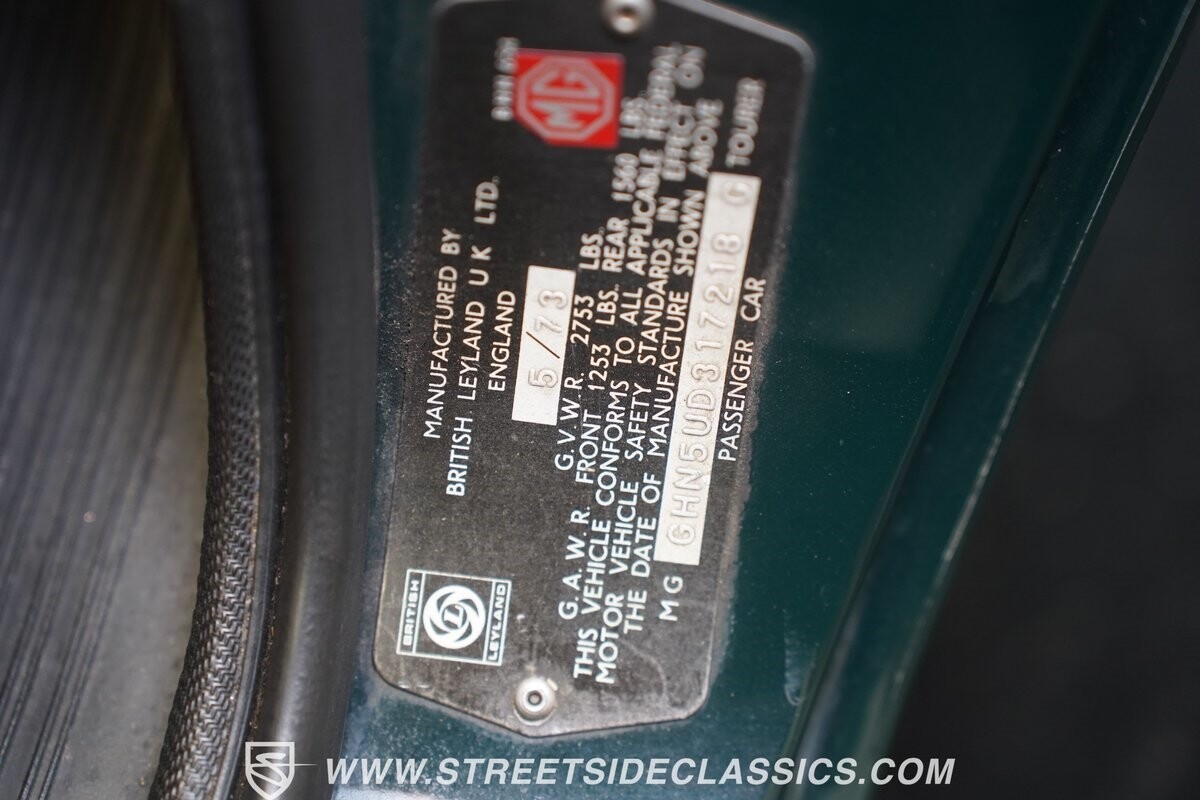 MG
MANUFACTURED BY
BRITISH LEYLAND U K LTD.
ENGLAND
5/73
G.V.W.R. 2753 LBS.
G.A.W.R. FRONT 1253 LBS. REAR 1560 LBS.
THIS VEHICLE CONFORMS TO ALL APPLICABLE FEDERAL
MOTOR VEHICLE SAFETY STANDARDS IN EFFECT ON
THE DATE OF MANUFACTURE SHOWN ABOVE
MG GHN5UD317218 G TOURER
PASSENGER CAR
BRITISH
L
LEYLAND
WWW.STREETSIDECLASSICS.COM